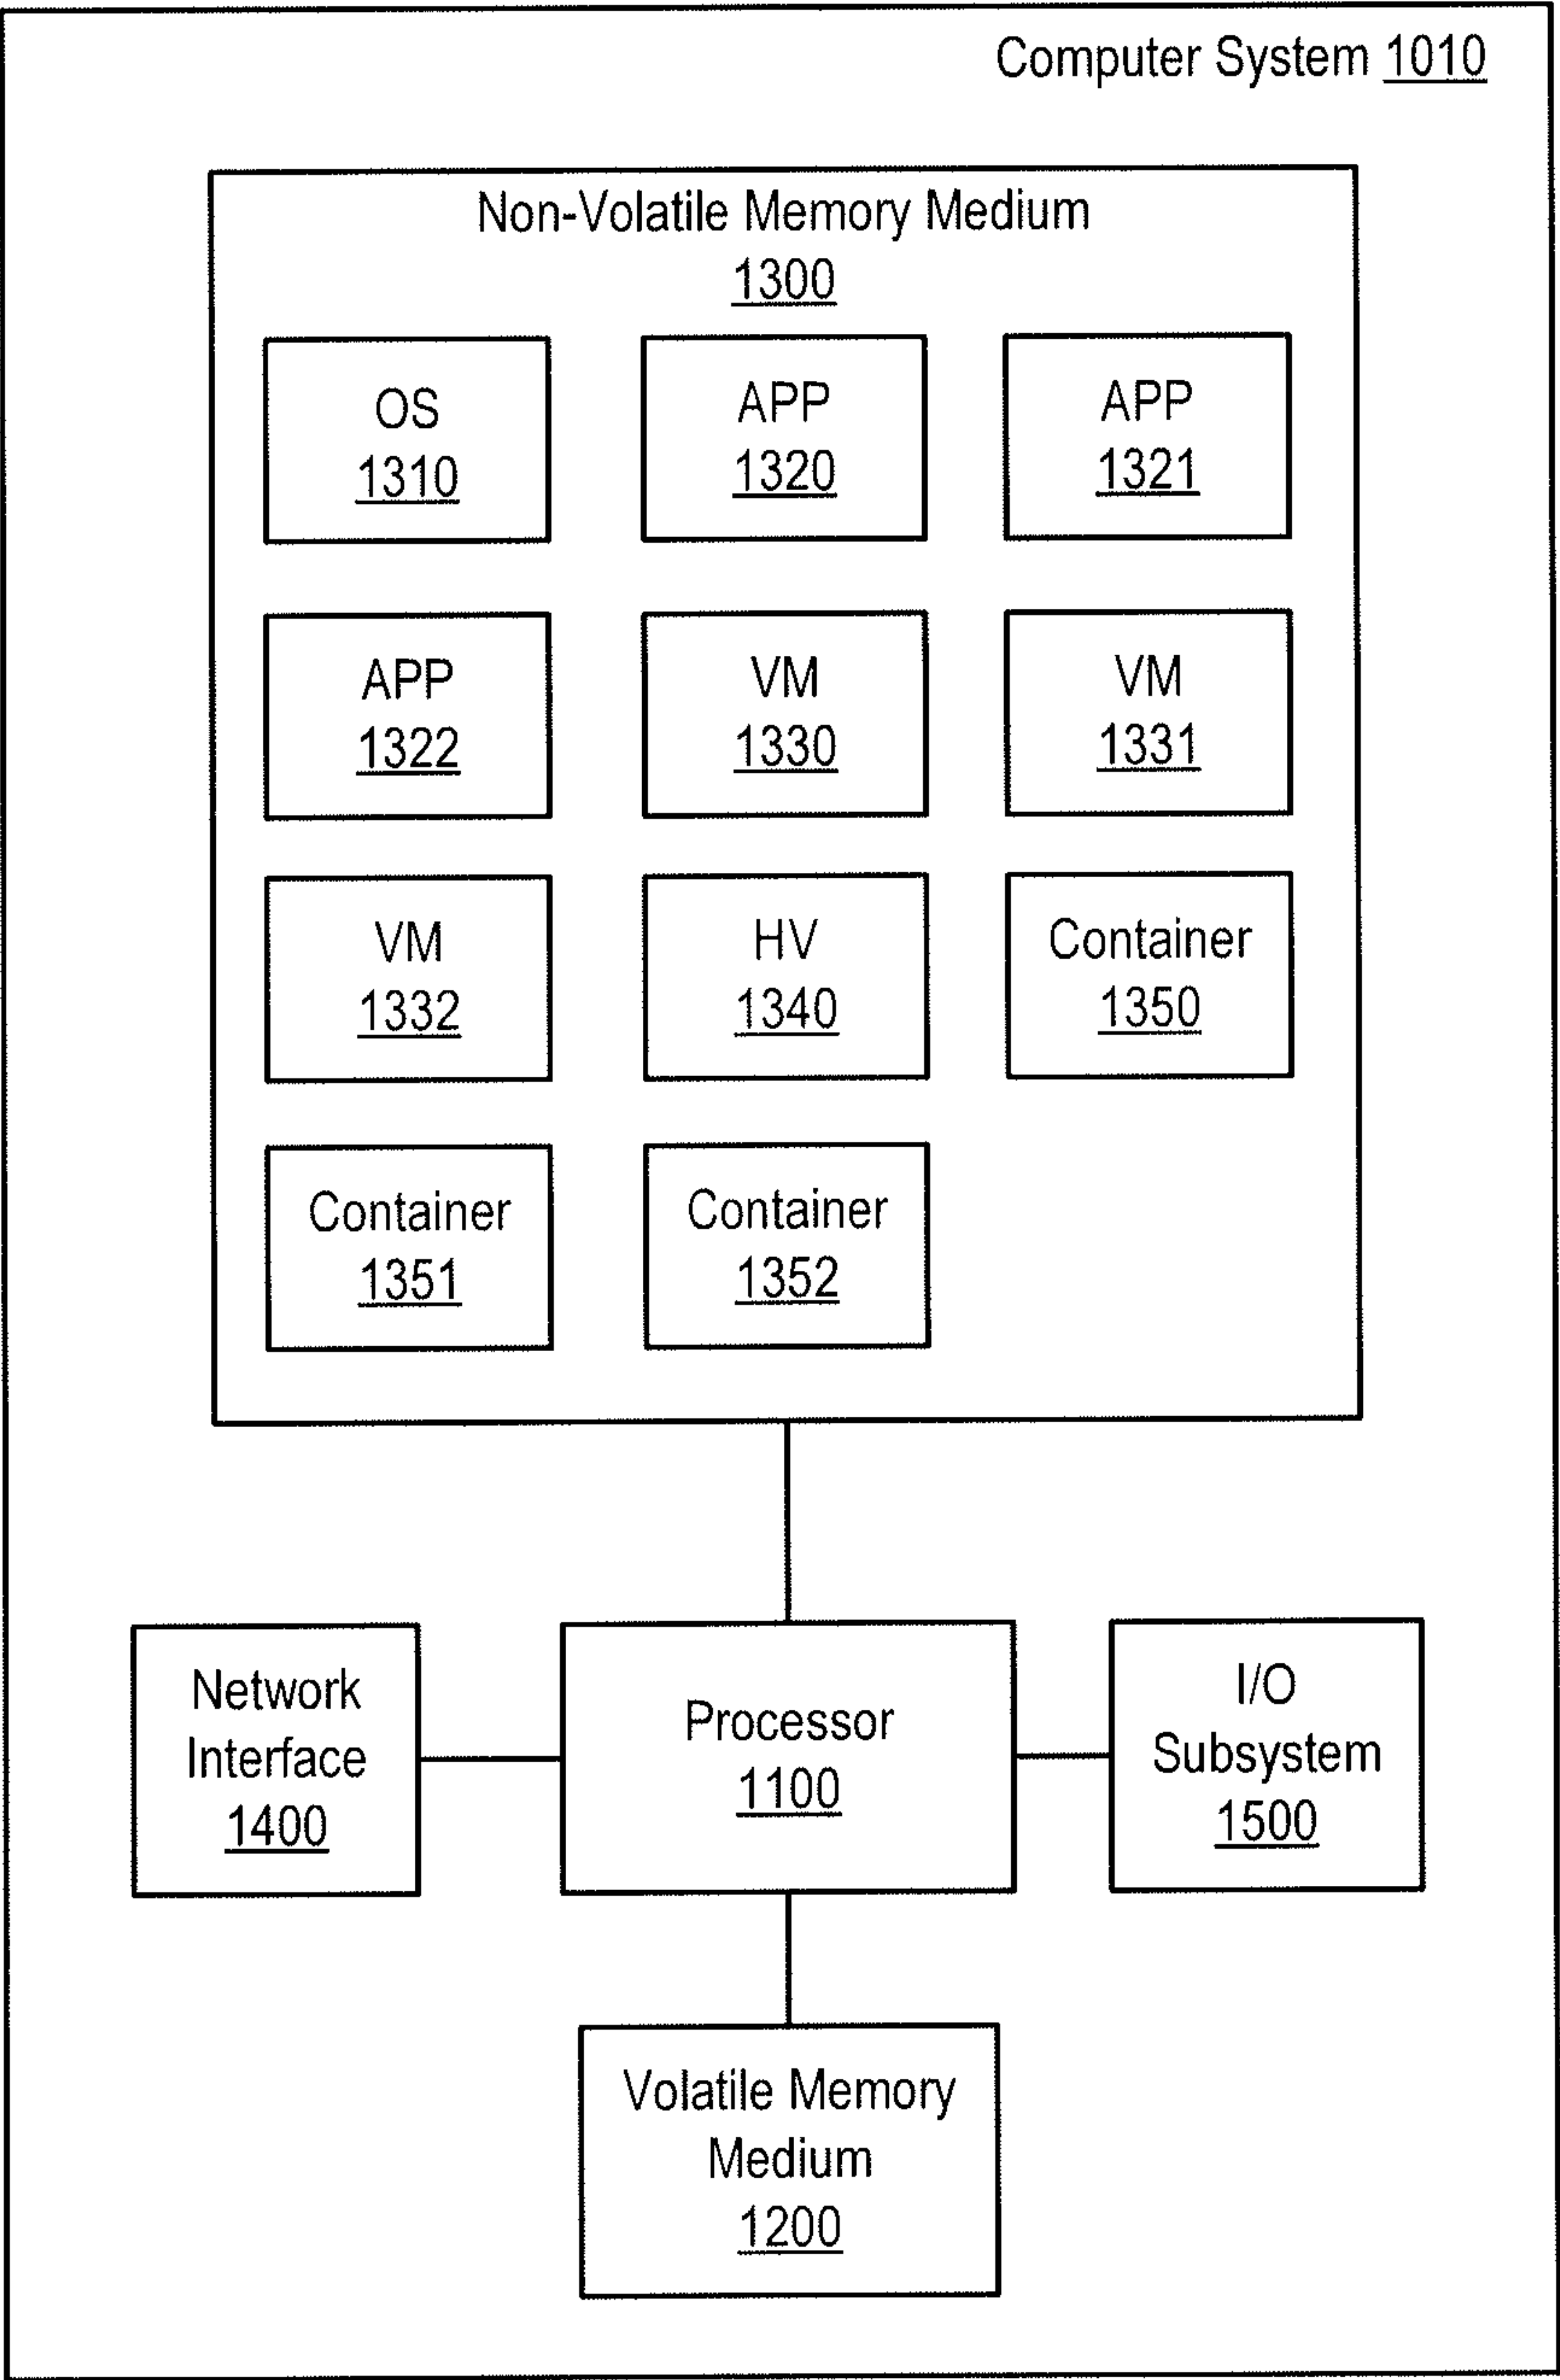 Computer System 1010
Non-Volatile Memory Medium
1300
OS
1310
APP
1320
APP
1321
APP
1322
VM
1330
VM
1331
VM
1332
HV
1340
Container
1350
Container
1351
Container
1352
Network
Interface
1400
Processor
1100
I/O
Subsystem
1500
Volatile Memory
Medium
1200